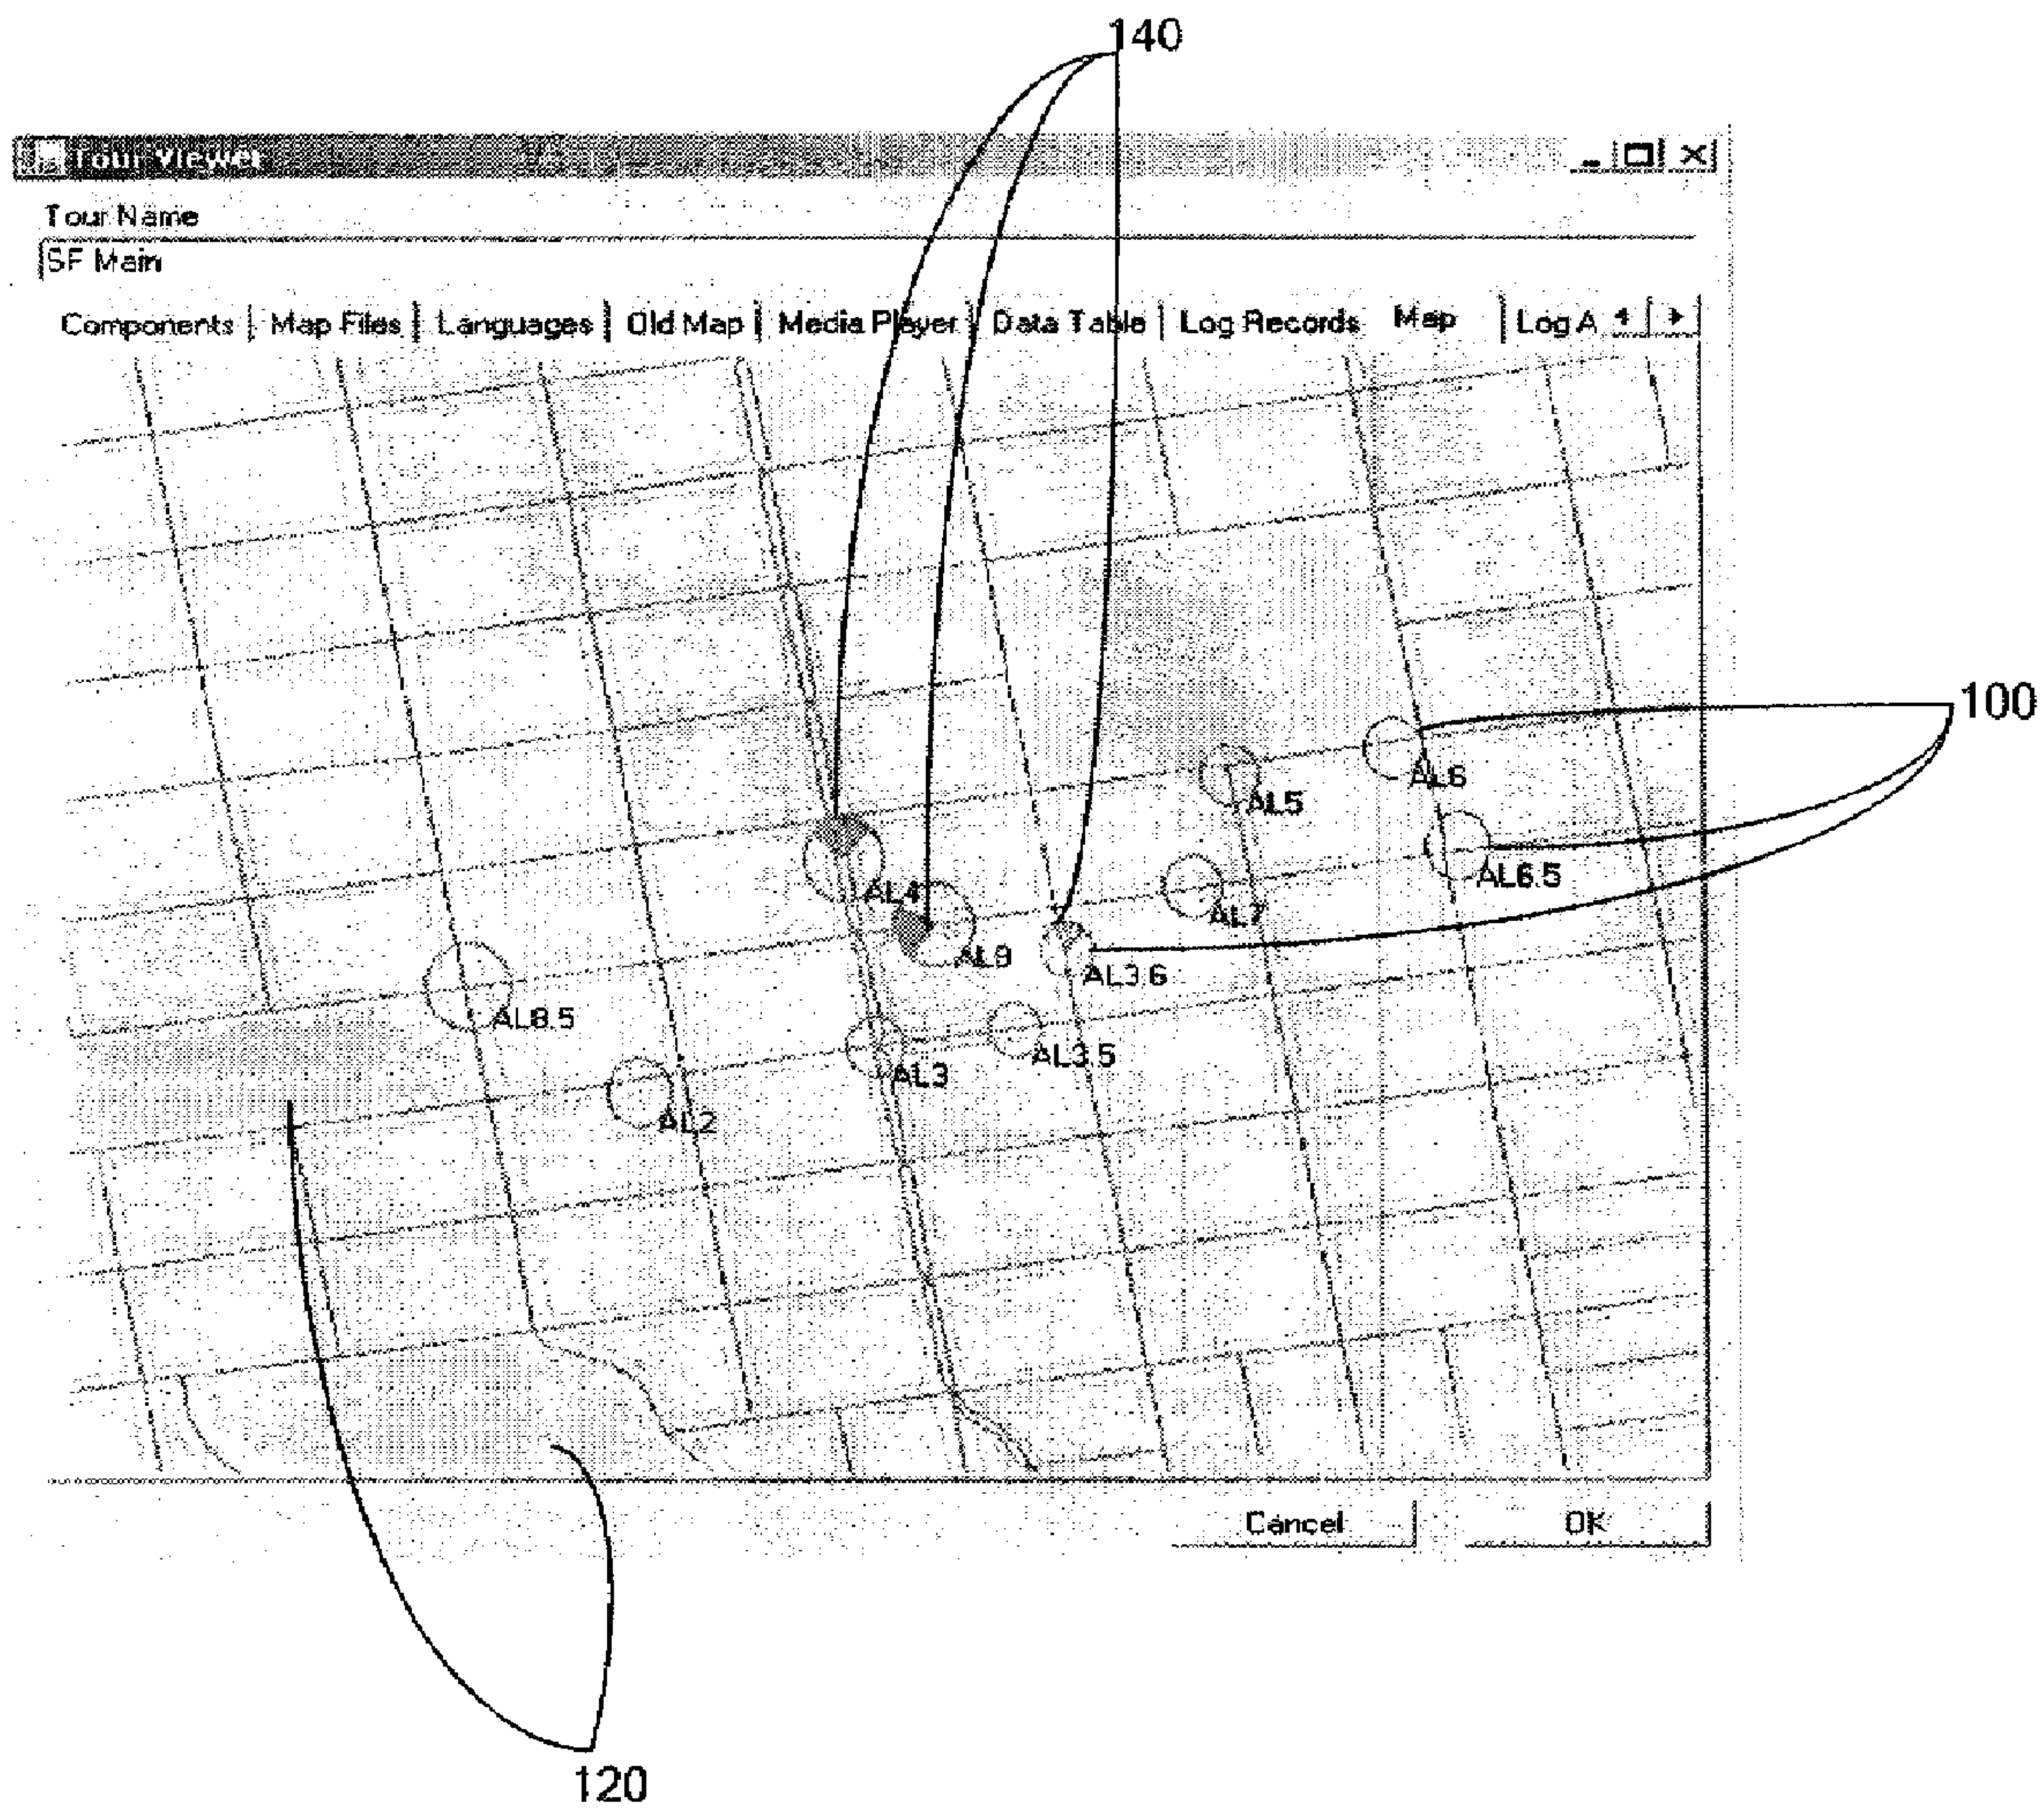 140
Tour Viewer
Tour Name
SF Main
Components Map Files Languages Old Map Media Player Data Table Log Records Map Log A
100
AL6
AL5
AL6.5
AL4
AL7
AL3.6
AL8.5
AL3.5
AL3
AL2
Cancel OK
120